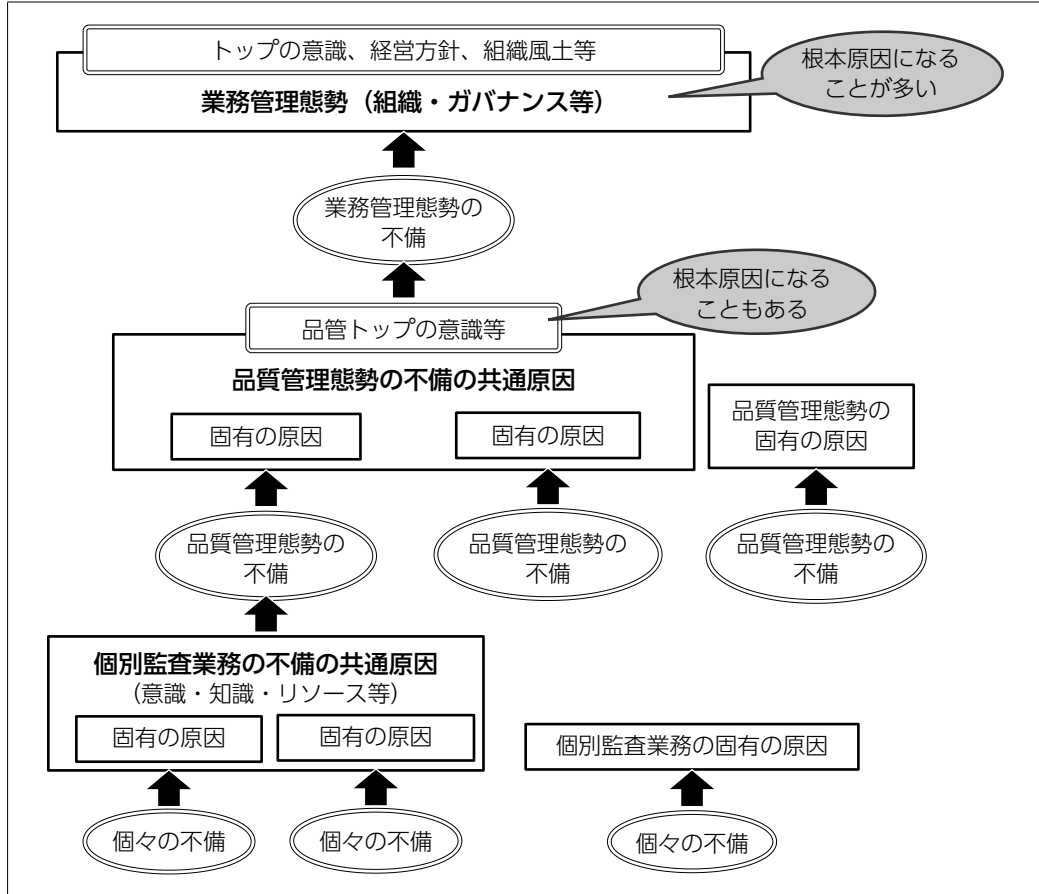 トップの意識、経営方針、組織風土等
業務管理態勢（組織・ガバナンス等）
根本原因になる
ことが多い
業務管理態勢の
不備
根本原因になる
こともある
品管トップの意識等
品質管理態勢の不備の共通原因
固有の原因
固有の原因
品質管理態勢の
固有の原因
品質管理態勢の
不備
品質管理態勢の
不備
品質管理態勢の
不備
個別監査業務の不備の共通原因
（意識・知識・リソース等）
固有の原因
固有の原因
個別監査業務の固有の原因
個々の不備
個々の不備
個々の不備